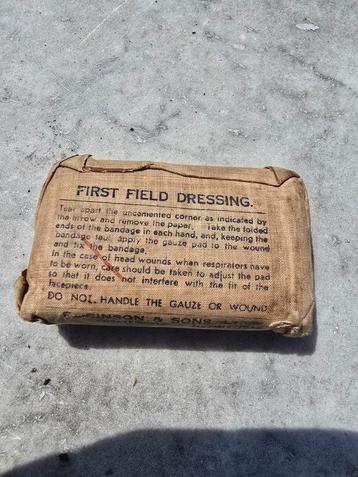 FIRST FIELD DRESSING.
Tear apart the uncemented corner as indicated by
the arrow and remove the paper. Take the folded
ends of the bandage in each hand, and, keeping the
bandage taut, apply the gauze pad to the wound
and fix the bandage.
In the case of head wounds when respirators have
to be worn, care should be taken to adjust the pad
so that it does not interfere with the fit of the
facepiece.
DO NOT HANDLE THE GAUZE OR WOUND
& SONS